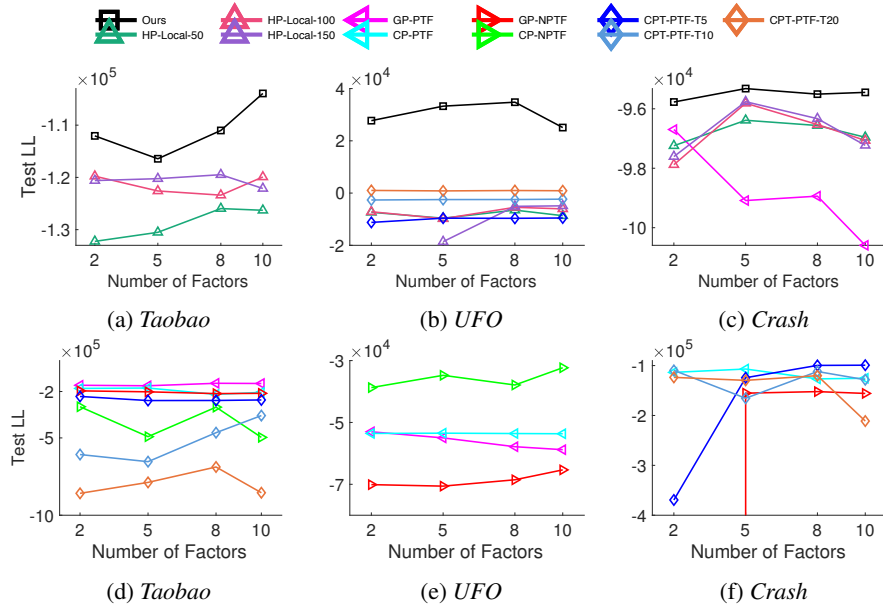 Ours HP-Local-100 GP-PTF GP-NPTF CPT-PTF-T5 CPT-PTF-T20
HP-Local-50 HP-Local-150 CP-PTF CP-NPTF CPT-PTF-T10
× 10^5 × 10^4 × 10^4
Test LL
-1.1 -1.2 -1.3
4 2 0 -2
-9.6 -9.8 -10
2 5 8 10 2 5 8 10 2 5 8 10
Number of Factors Number of Factors Number of Factors
(a) Taobao (b) UFO (c) Crash
× 10^5 × 10^4 × 10^5
Test LL
-2 -5 -10
-3 -5 -7
-1 -2 -3 -4
2 5 8 10 2 5 8 10 2 5 8 10
Number of Factors Number of Factors Number of Factors
(d) Taobao (e) UFO (f) Crash